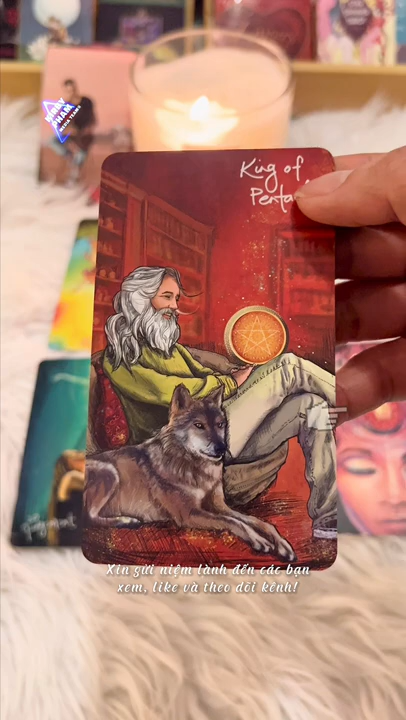 King of
Penta
Xin gửi niệm lành đến các bạn
xem, like và theo dõi kênh!